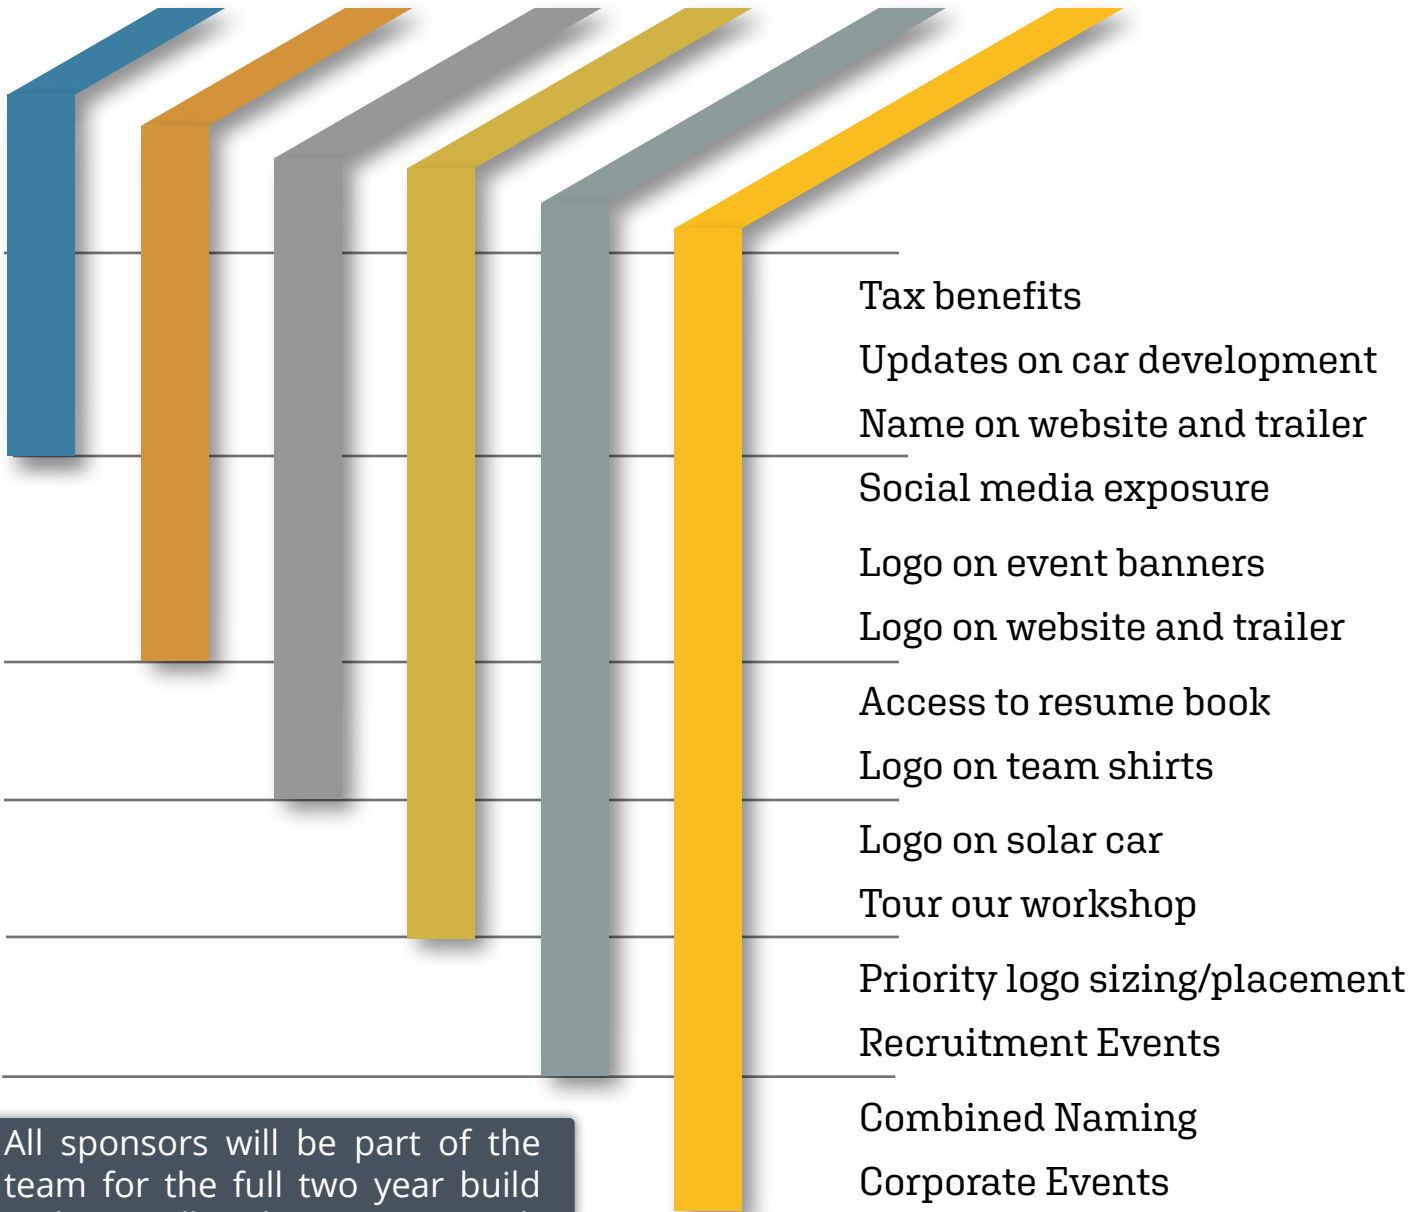 Tax benefits
Updates on car development
Name on website and trailer
Social media exposure
Logo on event banners
Logo on website and trailer
Access to resume book
Logo on team shirts
Logo on solar car
Tour our workshop
Priority logo sizing/placement
Recruitment Events
Combined Naming
Corporate Events
All sponsors will be part of the
team for the full two year build